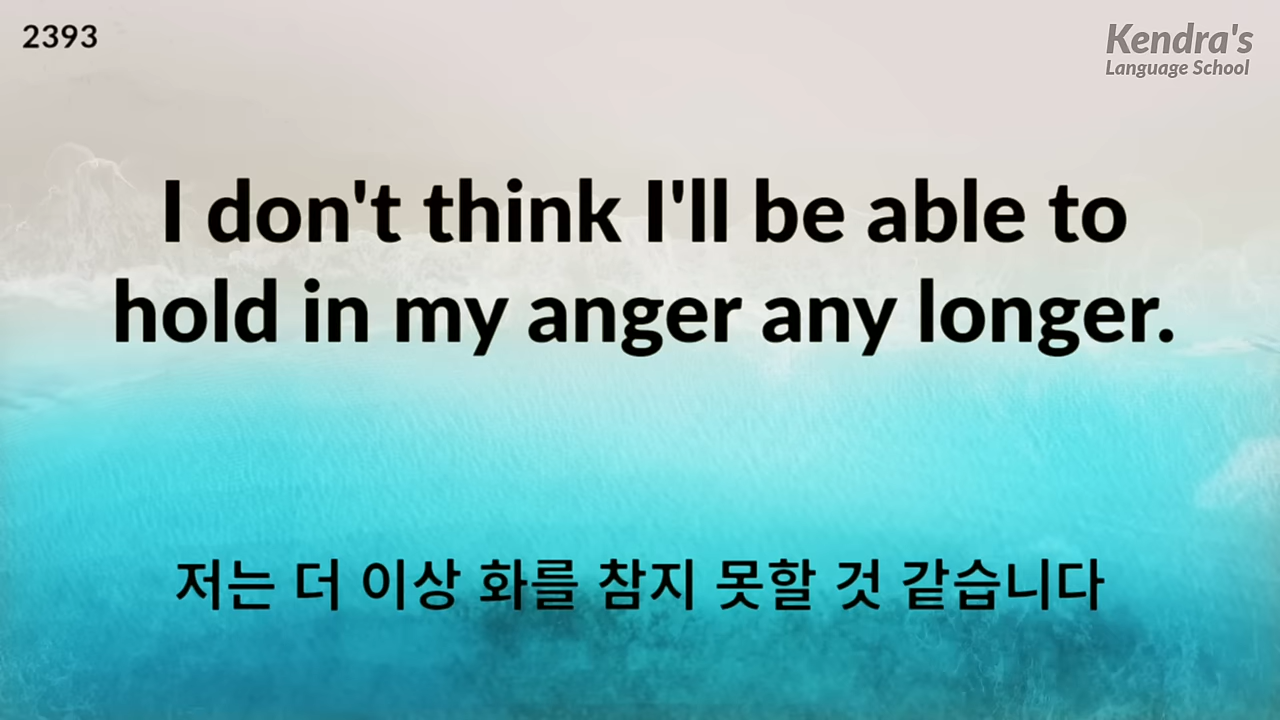 2393
Kendra's
Language School
I don't think I'll be able to
hold in my anger any longer.
저는 더 이상 화를 참지 못할 것 같습니다